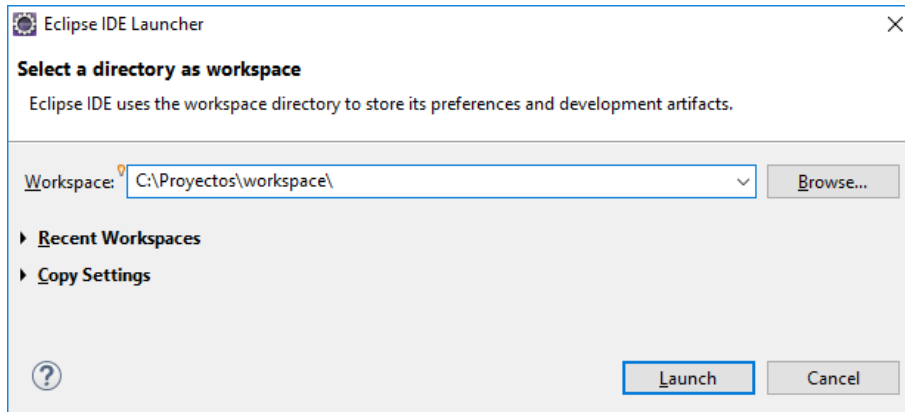 Eclipse IDE Launcher
Select a directory as workspace
Eclipse IDE uses the workspace directory to store its preferences and development artifacts.
Workspace: C:\Proyectos\workspace\ Browse...
Recent Workspaces
Copy Settings
? Launch Cancel